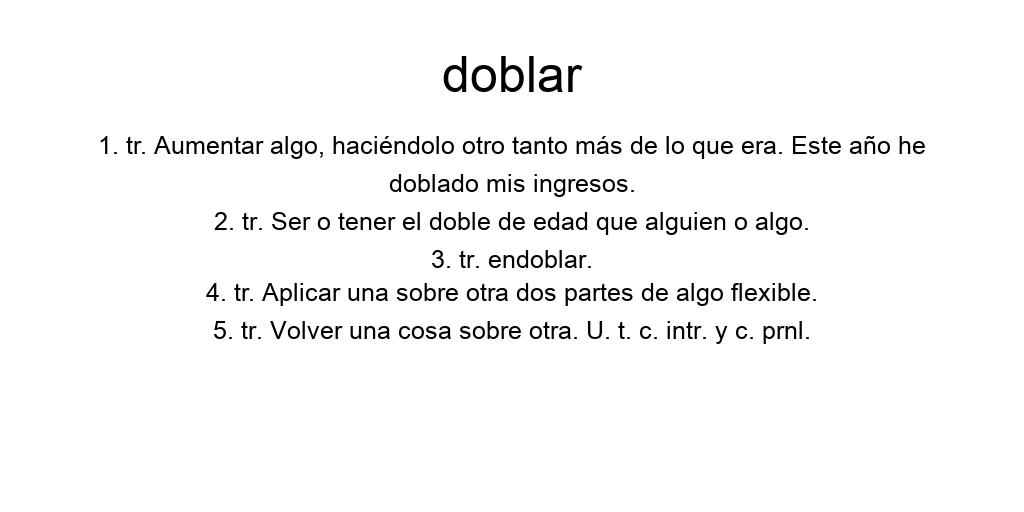 doblar
1. tr. Aumentar algo, haciéndolo otro tanto más de lo que era. Este año he
doblado mis ingresos.
2. tr. Ser o tener el doble de edad que alguien o algo.
3. tr. endoblar.
4. tr. Aplicar una sobre otra dos partes de algo flexible.
5. tr. Volver una cosa sobre otra. U. t. c. intr. y c. prnl.